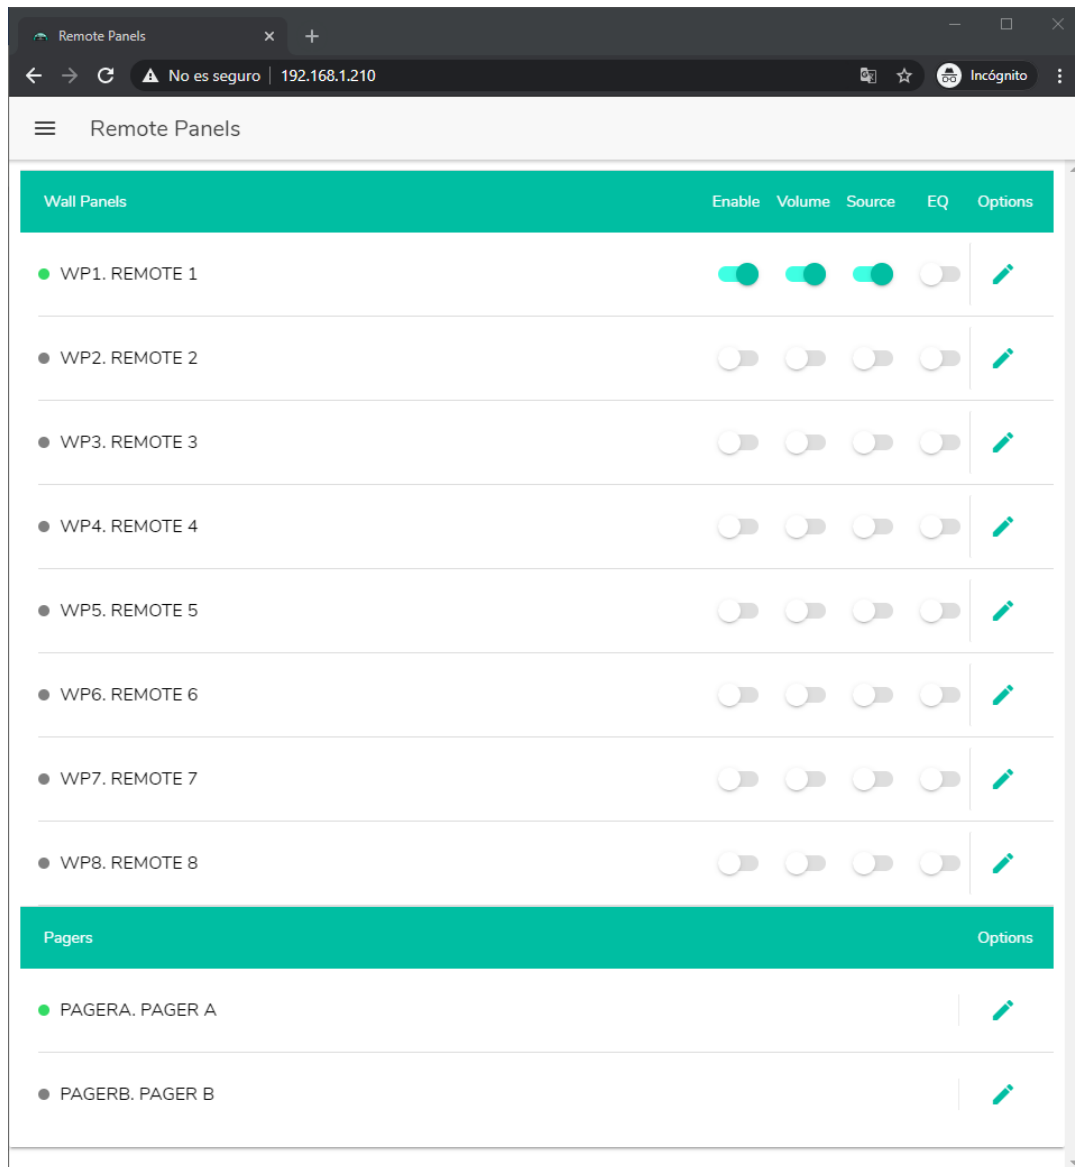 Remote Panels
No es seguro 192.168.1.210 Incógnito
Remote Panels
Wall Panels Enable Volume Source EQ Options
WP1. REMOTE 1
WP2. REMOTE 2
WP3. REMOTE 3
WP4. REMOTE 4
WP5. REMOTE 5
WP6. REMOTE 6
WP7. REMOTE 7
WP8. REMOTE 8
Pagers Options
PAGERA. PAGER A
PAGERB. PAGER B